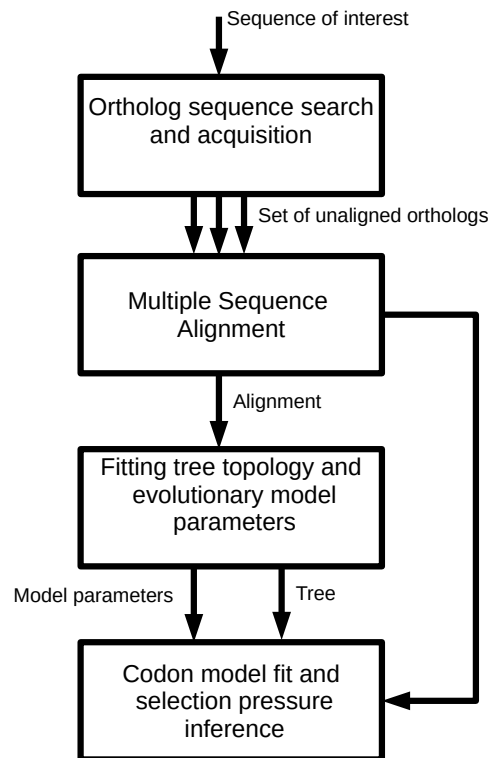 Sequence of interest
Ortholog sequence search
and acquisition
Set of unaligned orthologs
Multiple Sequence
Alignment
Alignment
Fitting tree topology and
evolutionary model
parameters
Model parameters
Tree
Codon model fit and
selection pressure
inference